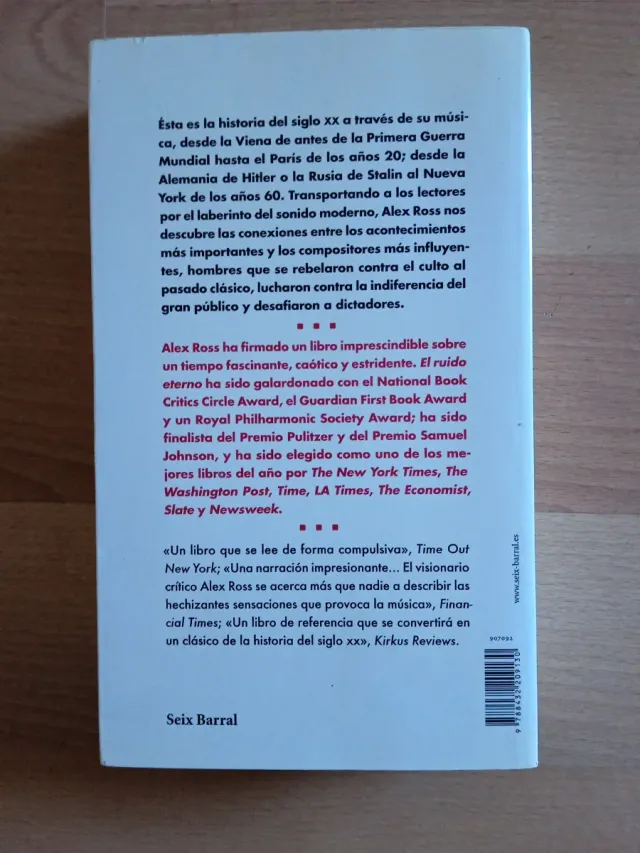 Ésta es la historia del siglo XX a través de su músi-
ca, desde la Viena de antes de la Primera Guerra
Mundial hasta el París de los años 20; desde la
Alemania de Hitler o la Rusia de Stalin al Nueva
York de los años 60. Transportando a los lectores
por el laberinto del sonido moderno, Alex Ross nos
descubre las conexiones entre los acontecimientos
más importantes y los compositores más influyen-
tes, hombres que se rebelaron contra el culto al
pasado clásico, lucharon contra la indiferencia del
gran público y desafiaron a dictadores.
Alex Ross ha firmado un libro imprescindible sobre
un tiempo fascinante, caótico y estridente. El ruido
eterno ha sido galardonado con el National Book
Critics Circle Award, el Guardian First Book Award
y un Royal Philharmonic Society Award; ha sido
finalista del Premio Pulitzer y del Premio Samuel
Johnson, y ha sido elegido como uno de los me-
jores libros del año por The New York Times, The
Washington Post, Time, LA Times, The Economist,
Slate y Newsweek.
«Un libro que se lee de forma compulsiva», Time Out
New York; «Una narración impresionante... El visionario
crítico Alex Ross se acerca más que nadie a describir las
hechizantes sensaciones que provoca la música», Finan-
cial Times; «Un libro de referencia que se convertirá en
un clásico de la historia del siglo XX», Kirkus Reviews.
Seix Barral
www.seix-barral.es
907092
9 788432 209130